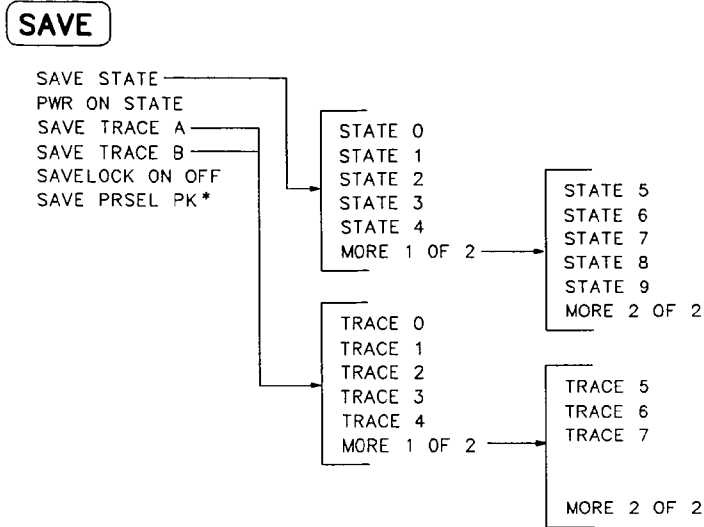 SAVE
SAVE STATE
PWR ON STATE
SAVE TRACE A
SAVE TRACE B
SAVELOCK ON OFF
SAVE PRSEL PK*
STATE 0
STATE 1
STATE 2
STATE 3
STATE 4
MORE 1 OF 2
STATE 5
STATE 6
STATE 7
STATE 8
STATE 9
MORE 2 OF 2
TRACE 0
TRACE 1
TRACE 2
TRACE 3
TRACE 4
MORE 1 OF 2
TRACE 5
TRACE 6
TRACE 7
MORE 2 OF 2